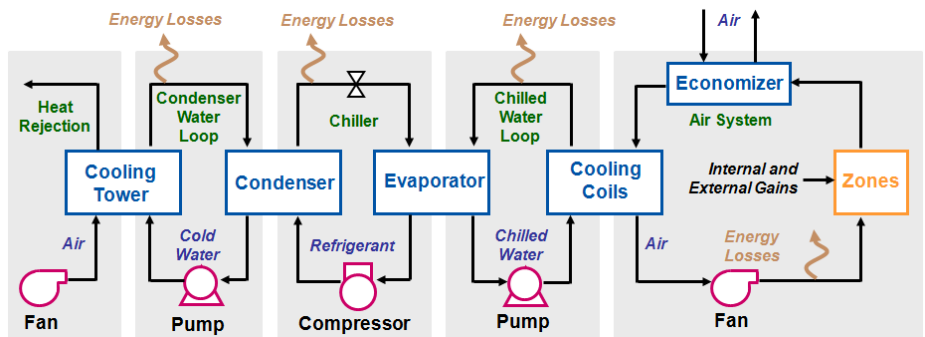 Energy Losses
Energy Losses
Energy Losses
Air
Heat
Rejection
Condenser
Water
Loop
Chiller
Chilled
Water
Loop
Economizer
Air System
Cooling
Tower
Condenser
Evaporator
Cooling
Coils
Internal and
External Gains
Zones
Air
Cold
Water
Refrigerant
Chilled
Water
Air
Energy
Losses
Fan
Pump
Compressor
Pump
Fan